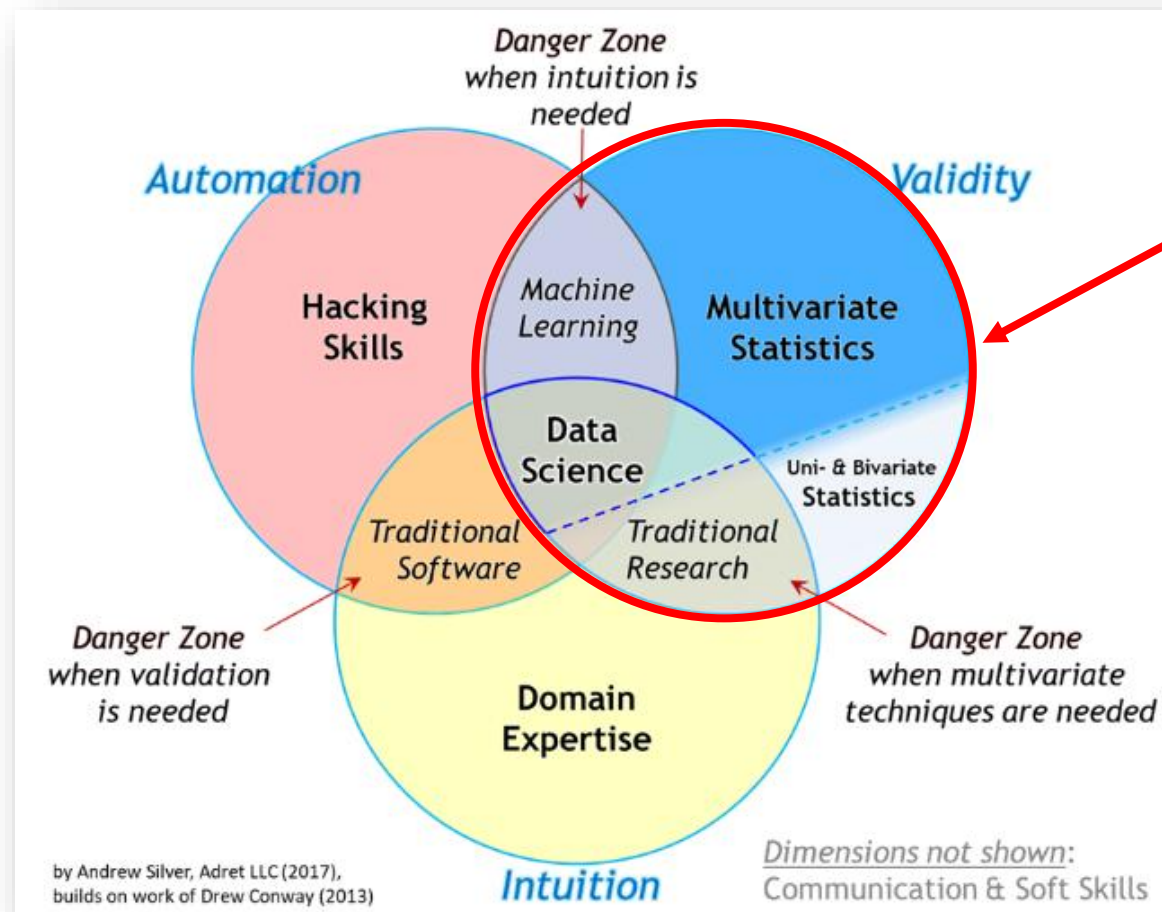 Danger Zone
when intuition is
needed
Automation
Validity
Hacking
Skills
Machine
Learning
Multivariate
Statistics
Data
Science
Uni- & Bivariate
Statistics
Traditional
Software
Traditional
Research
Danger Zone
when validation
is needed
Danger Zone
when multivariate
techniques are needed
Domain
Expertise
by Andrew Silver, Adret LLC (2017),
builds on work of Drew Conway (2013)
Intuition
Dimensions not shown:
Communication & Soft Skills